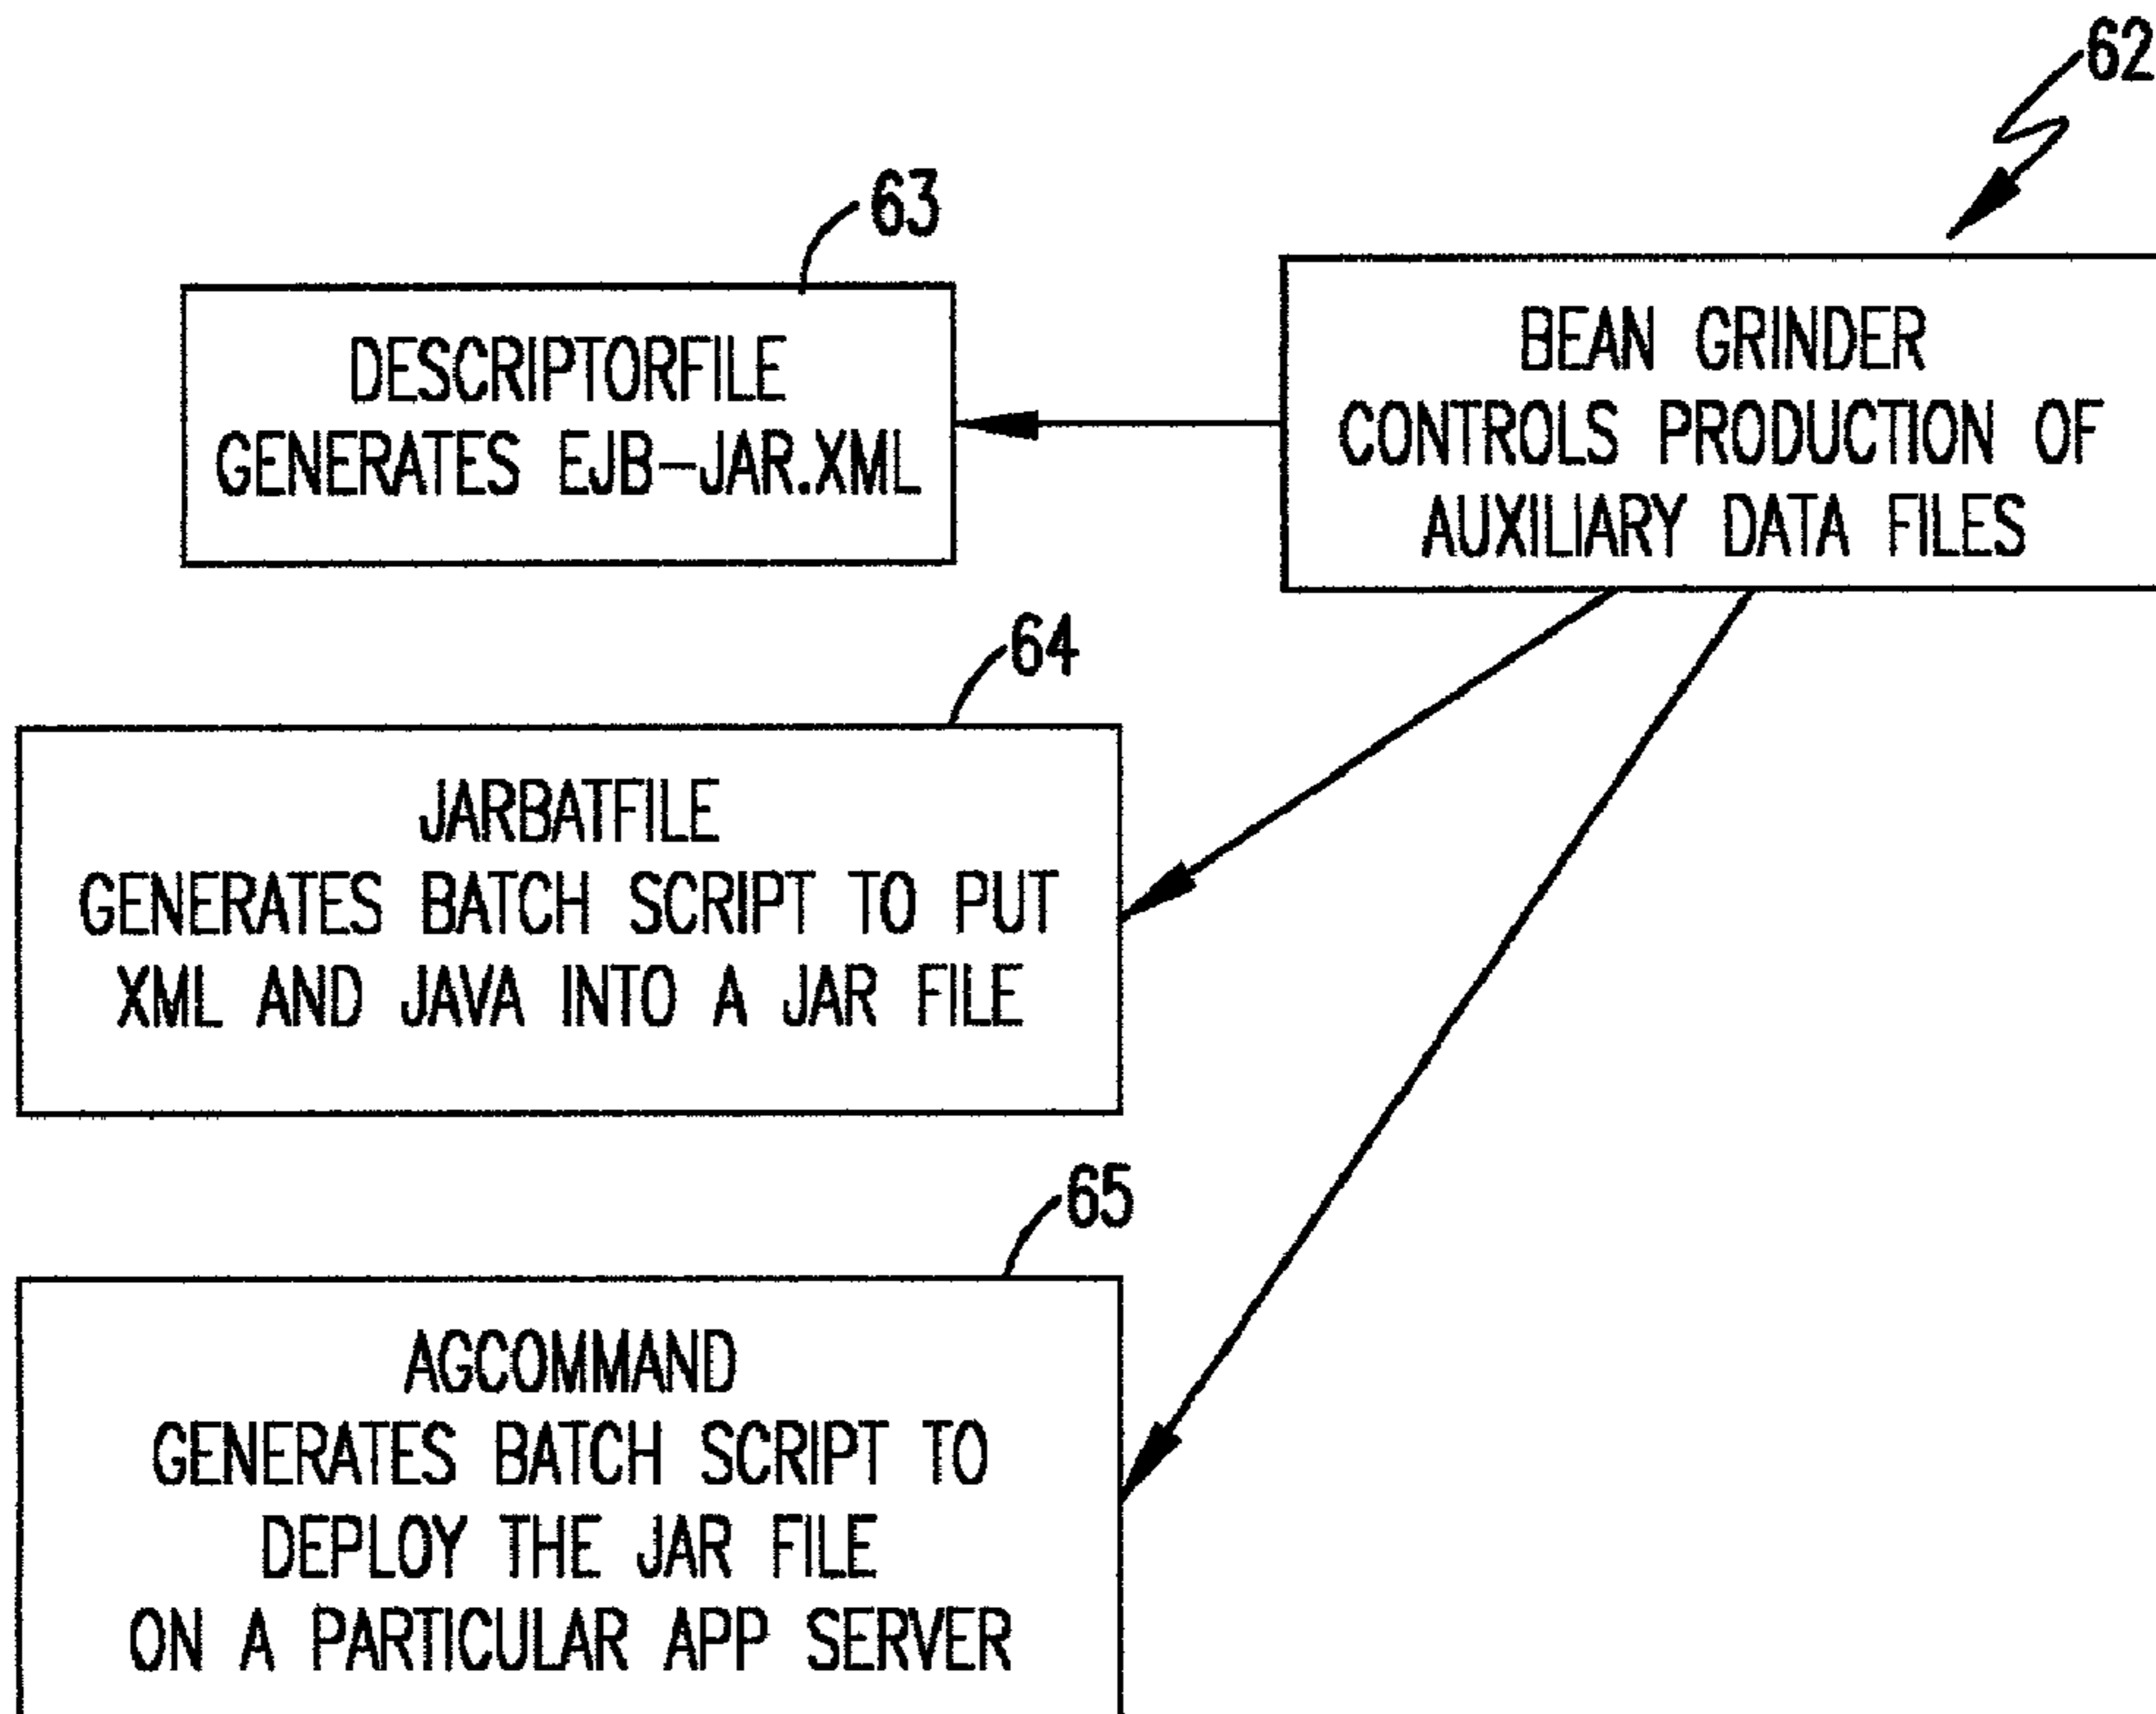 62
63
DESCRIPTORFILE
GENERATES EJB-JAR.XML
BEAN GRINDER
CONTROLS PRODUCTION OF
AUXILIARY DATA FILES
64
JARBATFILE
GENERATES BATCH SCRIPT TO PUT
XML AND JAVA INTO A JAR FILE
65
AGCOMMAND
GENERATES BATCH SCRIPT TO
DEPLOY THE JAR FILE
ON A PARTICULAR APP SERVER